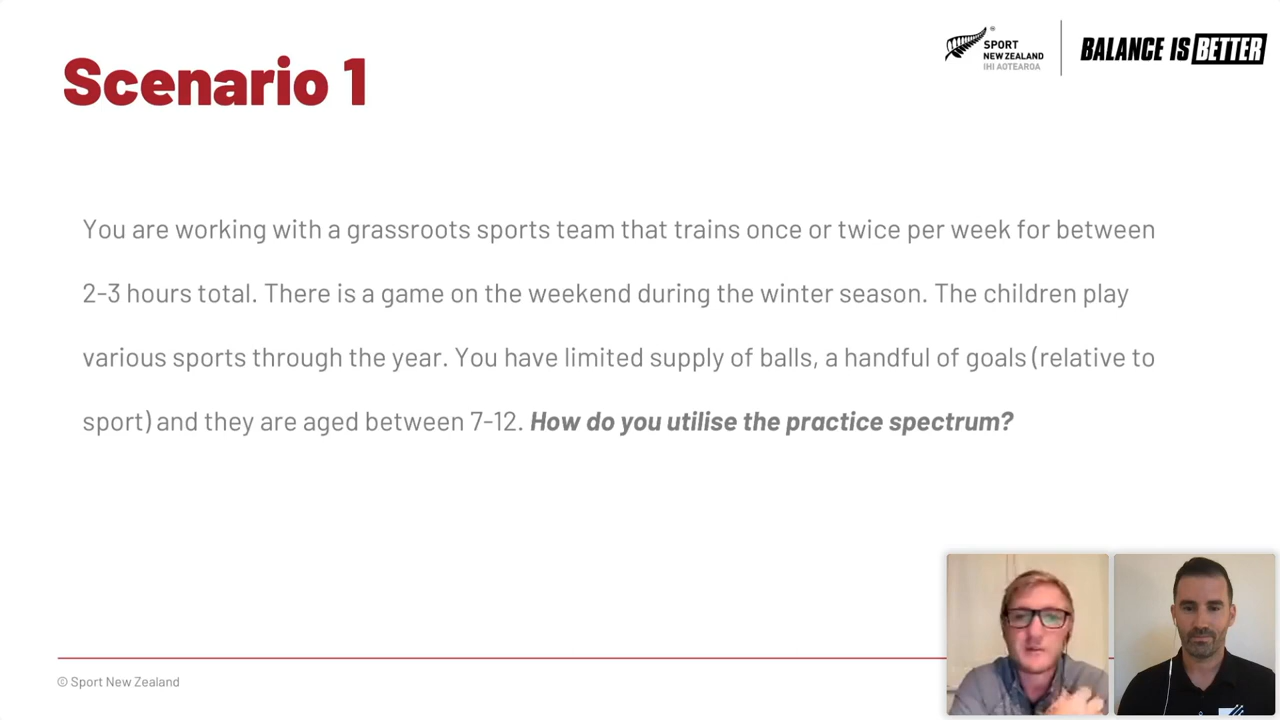 Scenario 1
SPORT
NEW ZEALAND
IHI AOTEAROA
BALANCE IS BETTER
You are working with a grassroots sports team that trains once or twice per week for between
2-3 hours total. There is a game on the weekend during the winter season. The children play
various sports through the year. You have limited supply of balls, a handful of goals (relative to
sport) and they are aged between 7-12. How do you utilise the practice spectrum?
© Sport New Zealand